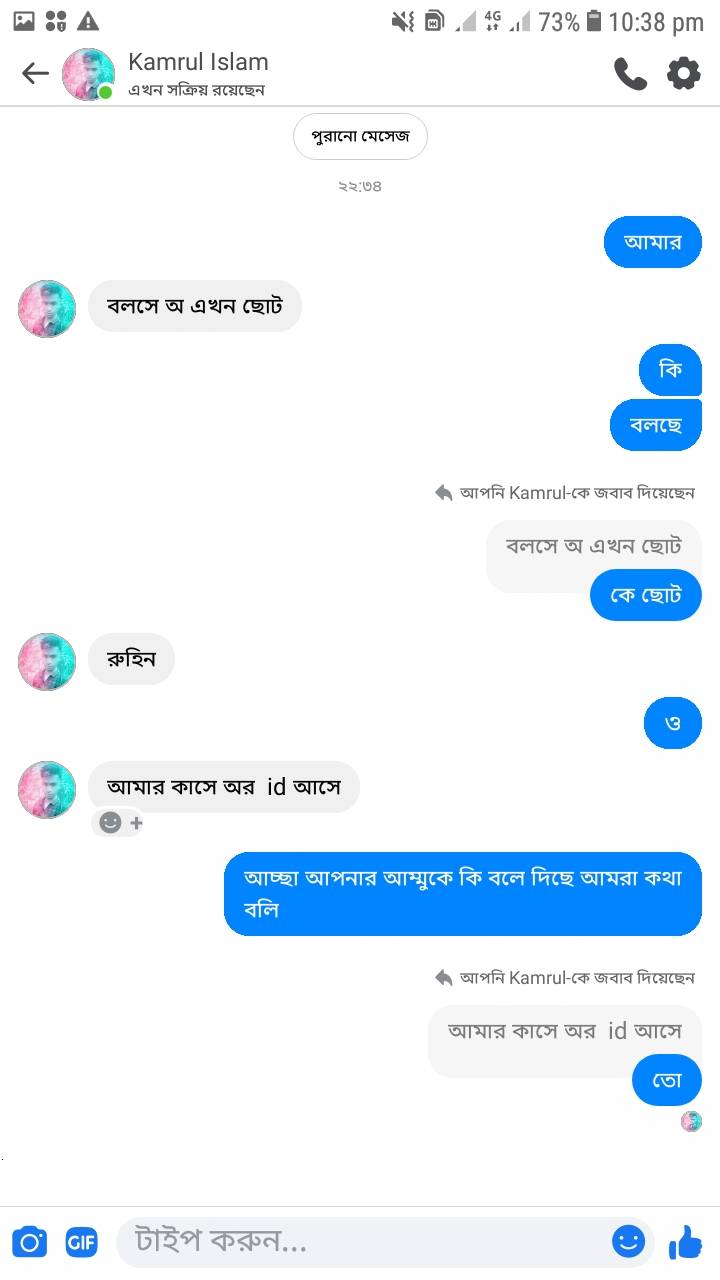 4G 73% 10:38 pm
Kamrul Islam
এখন সক্রিয় রয়েছেন
পুরানো মেসেজ
২২:৩৪
আমার
বলসে অ এখন ছোট
কি
বলছে
আপনি Kamrul-কে জবাব দিয়েছেন
বলসে অ এখন ছোট
কে ছোট
রুহিন
ও
আমার কাসে অর id আসে
আচ্ছা আপনার আম্মুকে কি বলে দিছে আমরা কথা
বলি
আপনি Kamrul-কে জবাব দিয়েছেন
আমার কাসে অর id আসে
তো
GIF টাইপ করুন...